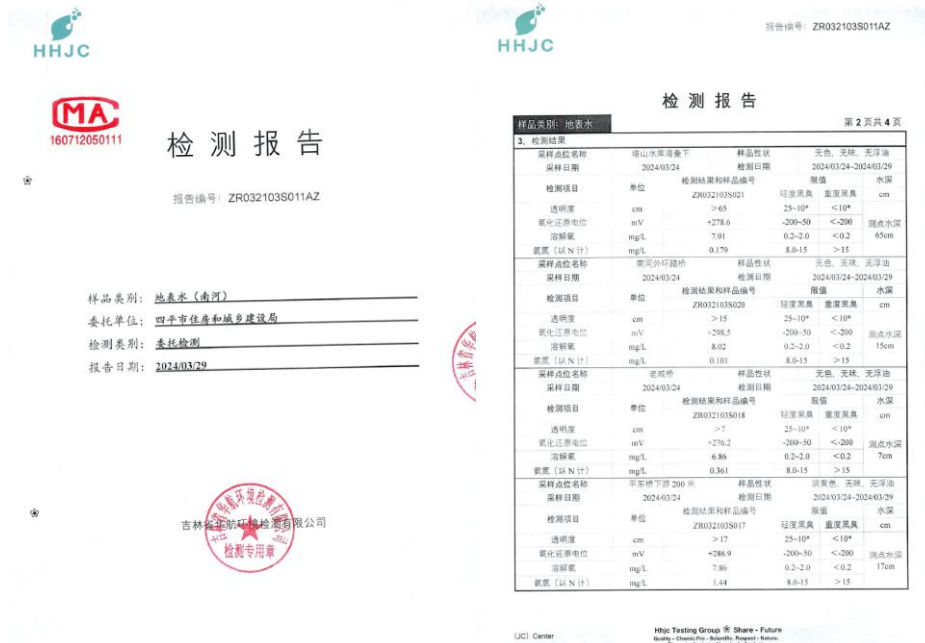 HHJC
MA
160712050111
检测报告
报告编号: ZR032103S011AZ
样品类别: 地表水（南河）
委托单位: 四平市住房和城乡建设局
检测类别: 委托检测
报告日期: 2024/03/29
吉林省华航环境检测有限公司
检测专用章
HHJC
报告编号: ZR032103S011AZ
检测报告
样品类别: 地表水 第 2 页共 4 页
3、检测结果
采样点位名称 塔山水库溻曼下 样品性状 无色、无味、无浮油
采样日期 2024/03/24 检测日期 2024/03/24~2024/03/29
检测项目 单位 检测结果和样品编号 限值 水深
ZR032103S021 轻度黑臭 重度黑臭 cm
透明度 cm >65 25~10* <10*
氧化还原电位 mV +278.6 -200~50 <-200 测点水深
溶解氧 mg/L 7.91 0.2~2.0 <0.2 65cm
氨氮（以 N 计） mg/L 0.179 8.0-15 >15
采样点位名称 南河外环路桥 样品性状 无色、无味、无浮油
采样日期 2024/03/24 检测日期 2024/03/24~2024/03/29
检测项目 单位 检测结果和样品编号 限值 水深
ZR032103S020 轻度黑臭 重度黑臭 cm
透明度 cm >15 25~10* <10*
氧化还原电位 mV +298.5 -200~50 <-200 测点水深
溶解氧 mg/L 8.02 0.2~2.0 <0.2 15cm
氨氮（以 N 计） mg/L 0.101 8.0-15 >15
采样点位名称 老城桥 样品性状 无色、无味、无浮油
采样日期 2024/03/24 检测日期 2024/03/24~2024/03/29
检测项目 单位 检测结果和样品编号 限值 水深
ZR032103S018 轻度黑臭 重度黑臭 cm
透明度 cm >7 25~10* <10*
氧化还原电位 mV +276.2 -200~50 <-200 测点水深
溶解氧 mg/L 6.86 0.2~2.0 <0.2 7cm
氨氮（以 N 计） mg/L 0.361 8.0-15 >15
采样点位名称 平东桥下游 200 米 样品性状 淡黄色、无味、无浮油
采样日期 2024/03/24 检测日期 2024/03/24~2024/03/29
检测项目 单位 检测结果和样品编号 限值 水深
ZR032103S017 轻度黑臭 重度黑臭 cm
透明度 cm >17 25~10* <10*
氧化还原电位 mV +286.9 -200~50 <-200 测点水深
溶解氧 mg/L 7.86 0.2~2.0 <0.2 17cm
氨氮（以 N 计） mg/L 1.44 8.0-15 >15
(JC) Center
Hhjc Testing Group Share - Future